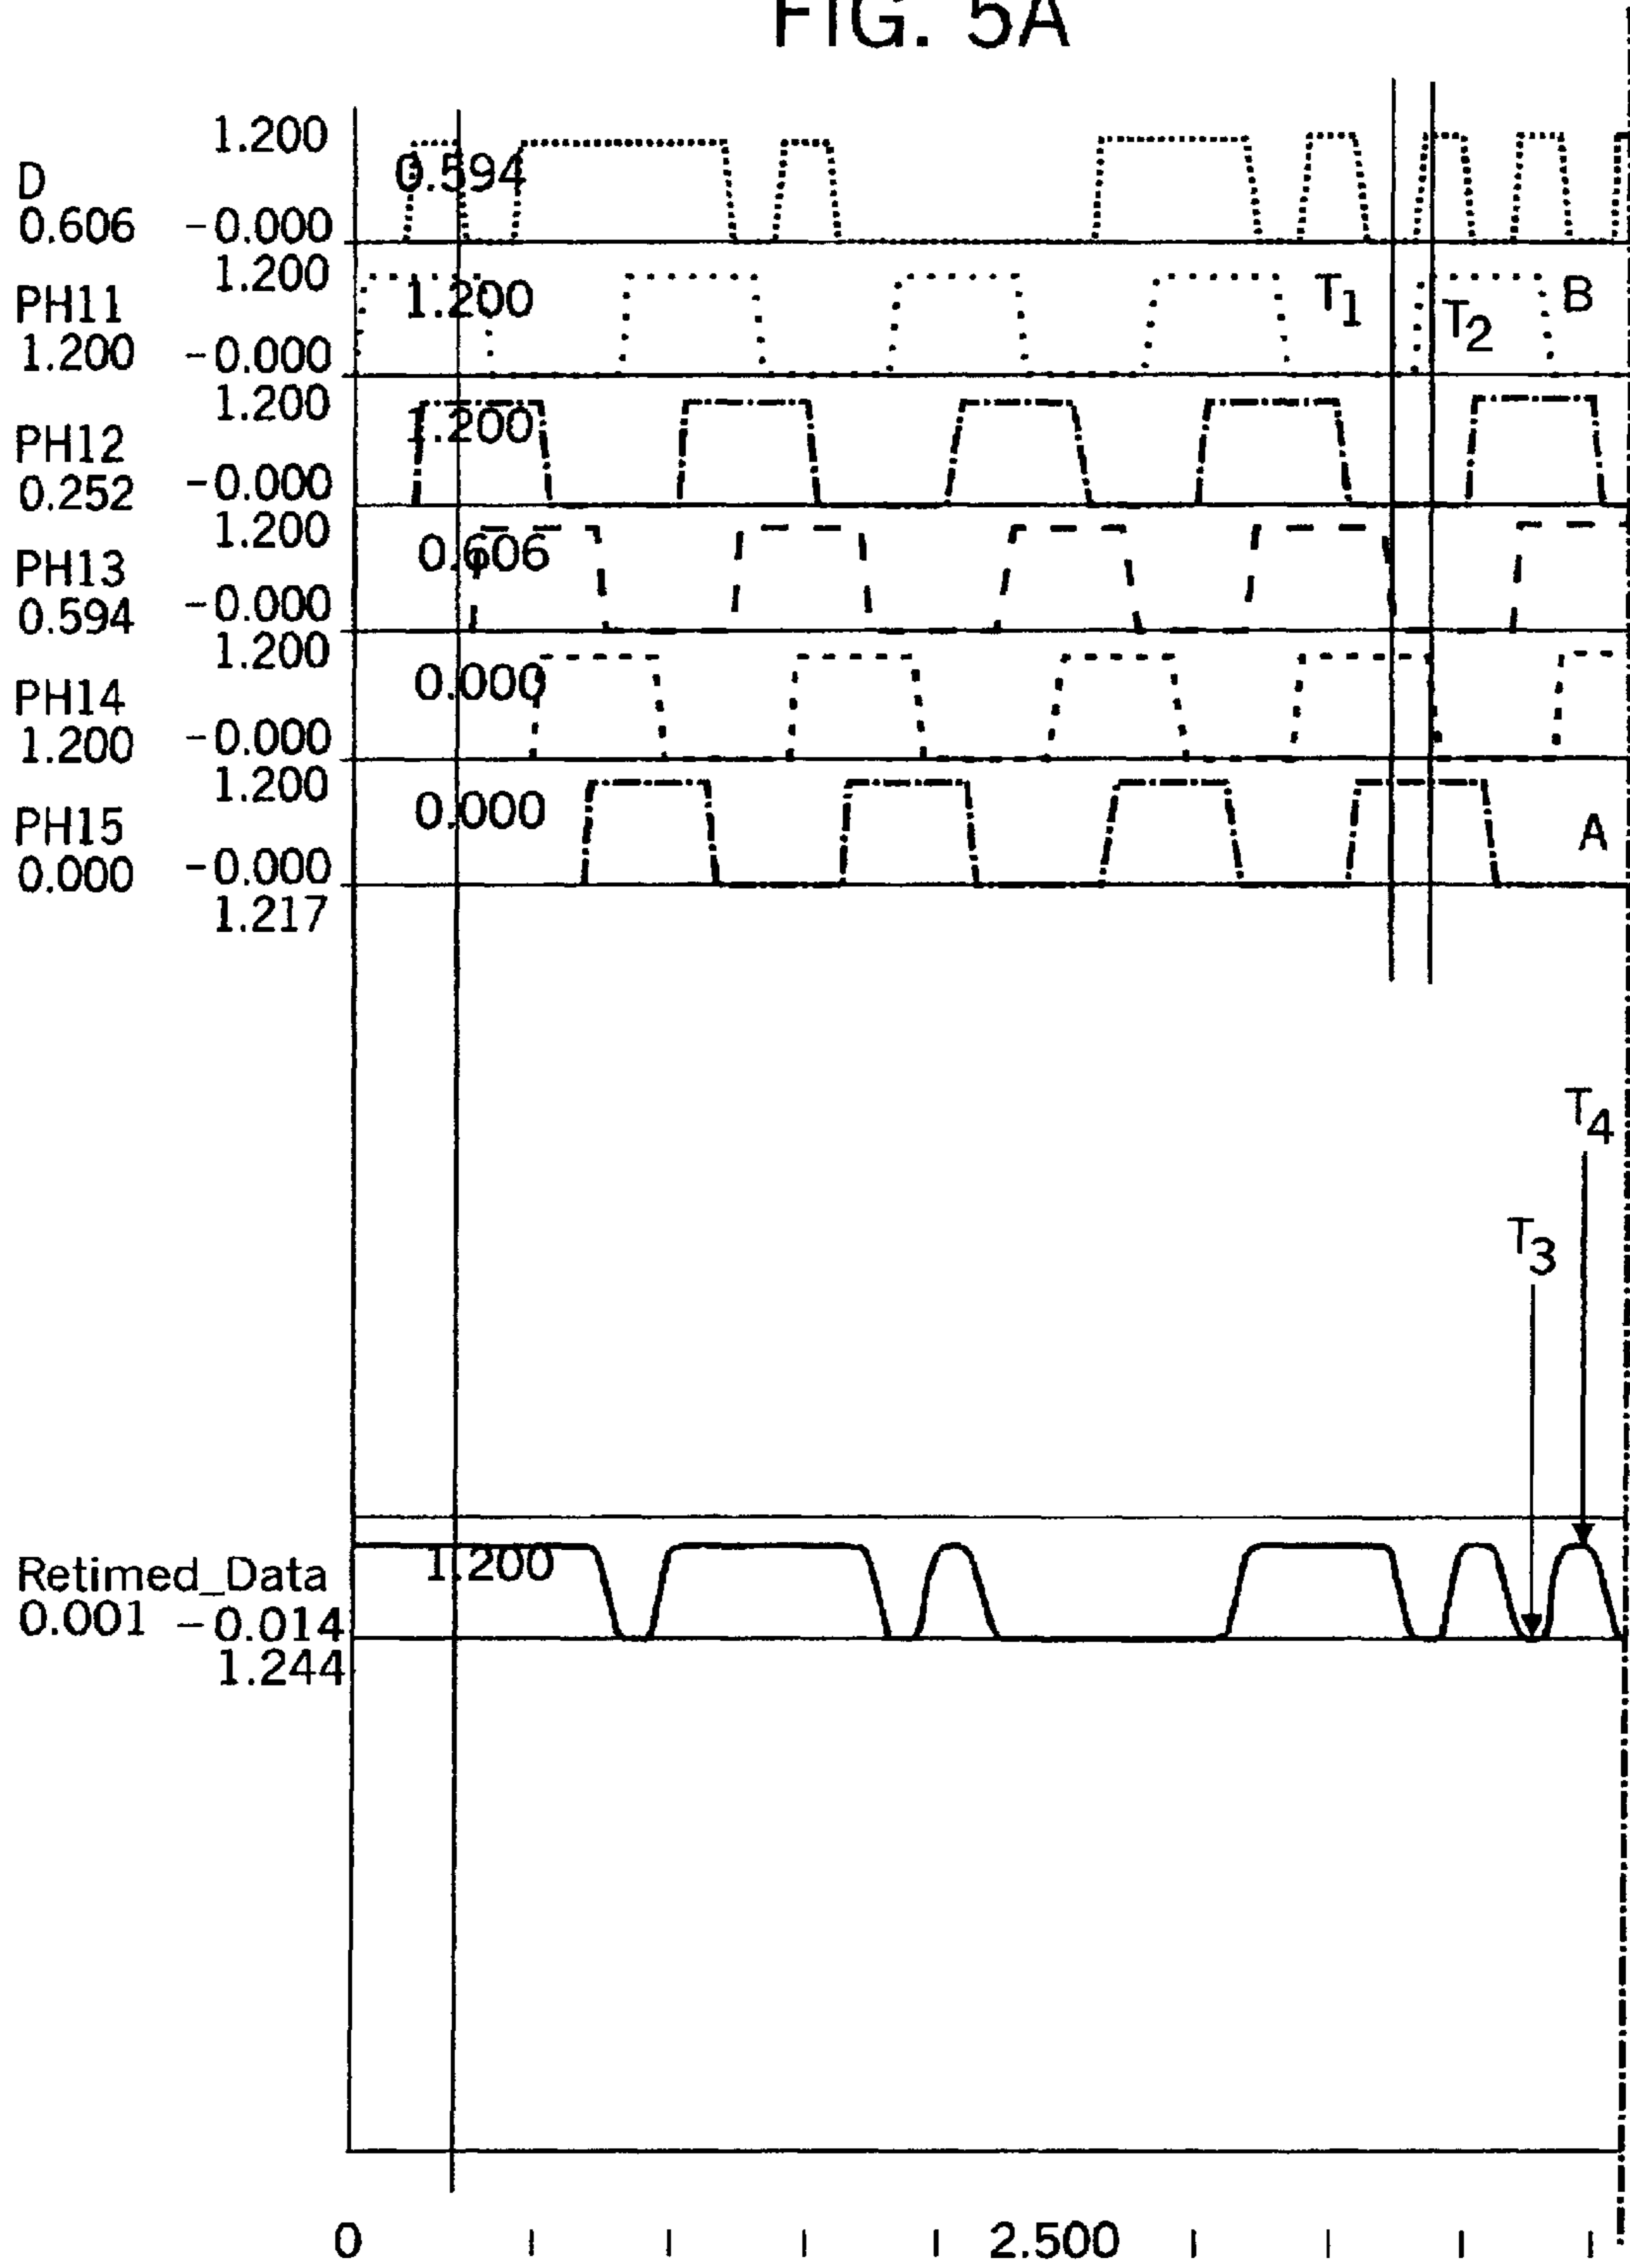 FIG. 5A
1.200
D 0.594
0.606 -0.000
1.200
PH11 1.200 T1 B
1.200 -0.000 T2
1.200
PH12 1.200
0.252 -0.000
1.200
PH13 0.606
0.594 -0.000
1.200
PH14 0.000
1.200 -0.000
1.200
PH15 0.000 A
0.000 -0.000
1.217
T4
T3
Retimed_Data 1.200
0.001 -0.014
1.244
0 2.500